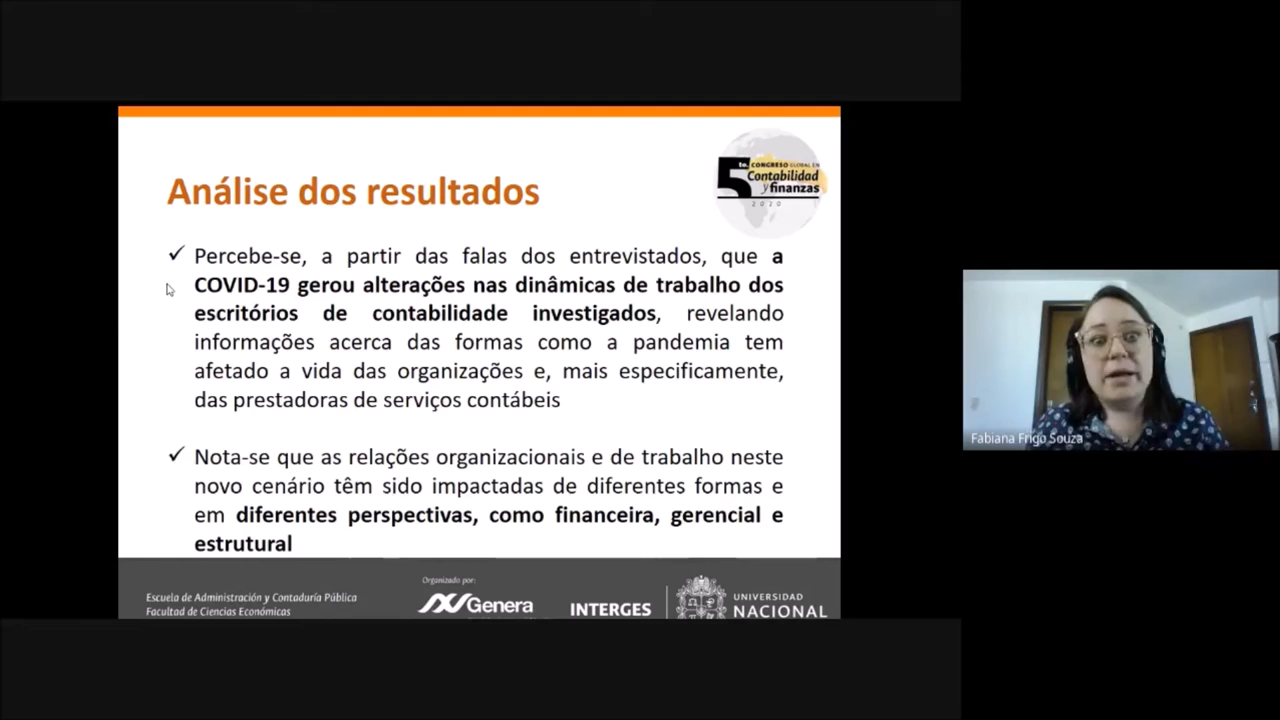 Análise dos resultados
5to. CONGRESO GLOBAL EN
Contabilidad
y finanzas
2020
✓ Percebe-se, a partir das falas dos entrevistados, que a
COVID-19 gerou alterações nas dinâmicas de trabalho dos
escritórios de contabilidade investigados, revelando
informações acerca das formas como a pandemia tem
afetado a vida das organizações e, mais especificamente,
das prestadoras de serviços contábeis
✓ Nota-se que as relações organizacionais e de trabalho neste
novo cenário têm sido impactadas de diferentes formas e
em diferentes perspectivas, como financeira, gerencial e
estrutural
Escuela de Administración y Contaduría Pública
Facultad de Ciencias Económicas
Organizado por:
Genera
INTERGES
UNIVERSIDAD
NACIONAL
Fabiana Frigo Souza